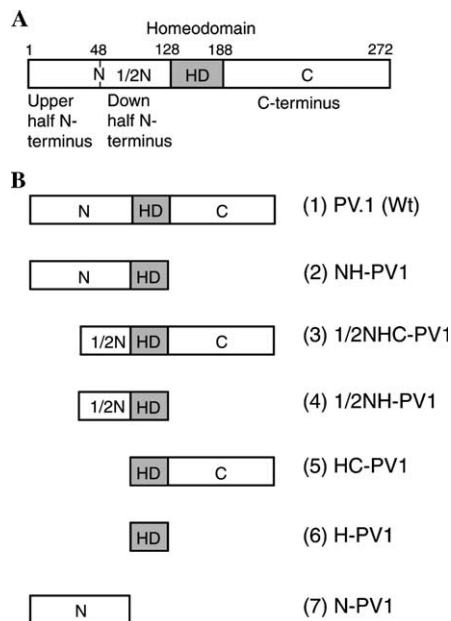 A
Homeodomain
1 48 128 188 272
N 1/2N HD C
Upper half N-terminus
Down half N-terminus
C-terminus
B
N HD C (1) PV.1 (Wt)
N HD (2) NH-PV1
1/2N HD C (3) 1/2NHC-PV1
1/2N HD (4) 1/2NH-PV1
HD C (5) HC-PV1
HD (6) H-PV1
N (7) N-PV1